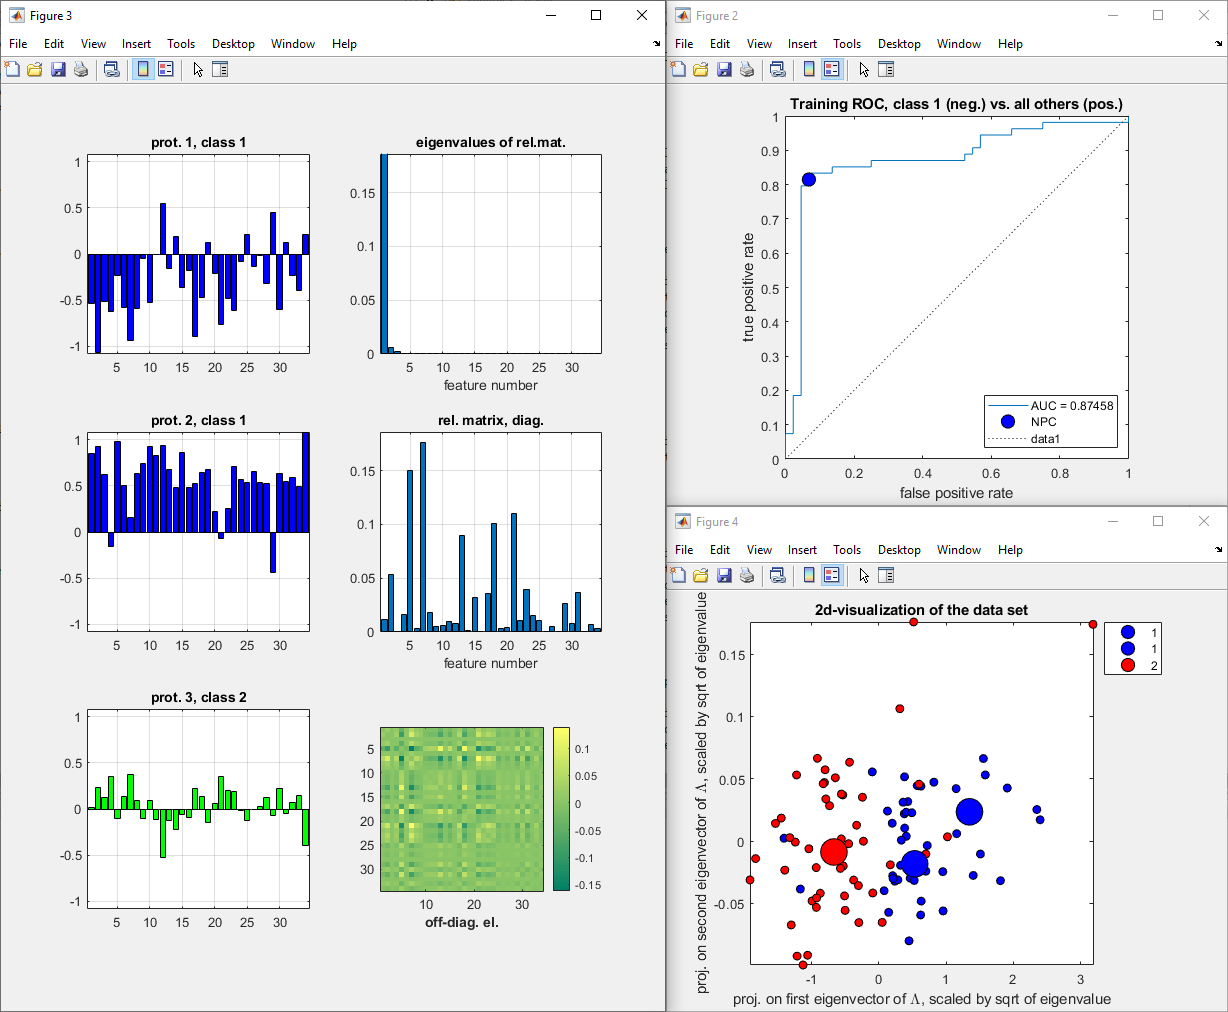 Figure 3
File Edit View Insert Tools Desktop Window Help
prot. 1, class 1
1
0.5
0
-0.5
-1
5 10 15 20 25 30
eigenvalues of rel.mat.
0.15
0.1
0.05
0
5 10 15 20 25 30
feature number
prot. 2, class 1
1
0.5
0
-0.5
-1
5 10 15 20 25 30
rel. matrix, diag.
0.15
0.1
0.05
0
5 10 15 20 25 30
feature number
prot. 3, class 2
1
0.5
0
-0.5
-1
5 10 15 20 25 30
5
10
15
20
25
30
10 20 30
off-diag. el.
0.1
0.05
0
-0.05
-0.1
-0.15
Figure 2
File Edit View Insert Tools Desktop Window Help
Training ROC, class 1 (neg.) vs. all others (pos.)
true positive rate
1
0.9
0.8
0.7
0.6
0.5
0.4
0.3
0.2
0.1
0
0 0.2 0.4 0.6 0.8 1
false positive rate
AUC = 0.87458
NPC
data1
Figure 4
File Edit View Insert Tools Desktop Window Help
2d-visualization of the data set
proj. on second eigenvector of Λ, scaled by sqrt of eigenvalue
0.15
0.1
0.05
0
-0.05
-1 0 1 2 3
proj. on first eigenvector of Λ, scaled by sqrt of eigenvalue
1
1
2